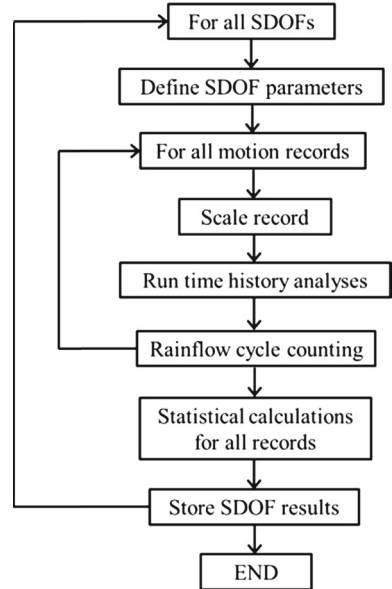 For all SDOFs
Define SDOF parameters
For all motion records
Scale record
Run time history analyses
Rainflow cycle counting
Statistical calculations
for all records
Store SDOF results
END